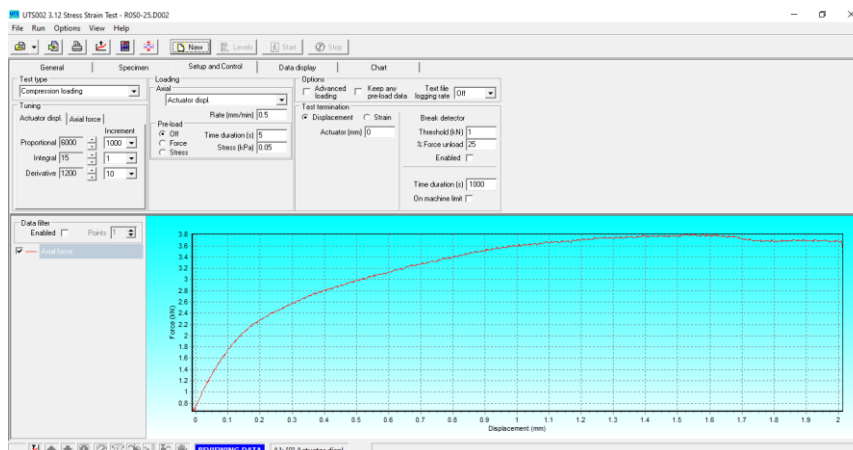 UTS002 3.12 Stress Strain Test - R0S0-25.D002
File Run Options View Help
New Levels Start Stop
General Specimen Setup and Control Data display Chart
Test type
Compression loading
Tuning
Actuator displ. Axial force
Increment
Proportional 6000 1000
Integral 15 1
Derivative 1200 10
Loading
Axial
Actuator displ.
Rate (mm/min) 0.5
Pre-load
Off Time duration (s) 5
Force Stress (kPa) 0.05
Stress
Options
Advanced loading Keep any pre-load data Text file logging rate Off
Test termination
Displacement Strain Break detector
Actuator (mm) 0 Threshold (kN) 1
% Force unload 25
Enabled
Time duration (s) 1000
On machine limit
Data filter
Enabled Points 1
Axial force
Force (kN)
3.8
3.6
3.4
3.2
3
2.8
2.6
2.4
2.2
2
1.8
1.6
1.4
1.2
1
0.8
0 0.1 0.2 0.3 0.4 0.5 0.6 0.7 0.8 0.9 1 1.1 1.2 1.3 1.4 1.5 1.6 1.7 1.8 1.9 2
Displacement (mm)
REVIEWING DATA Actuator displ